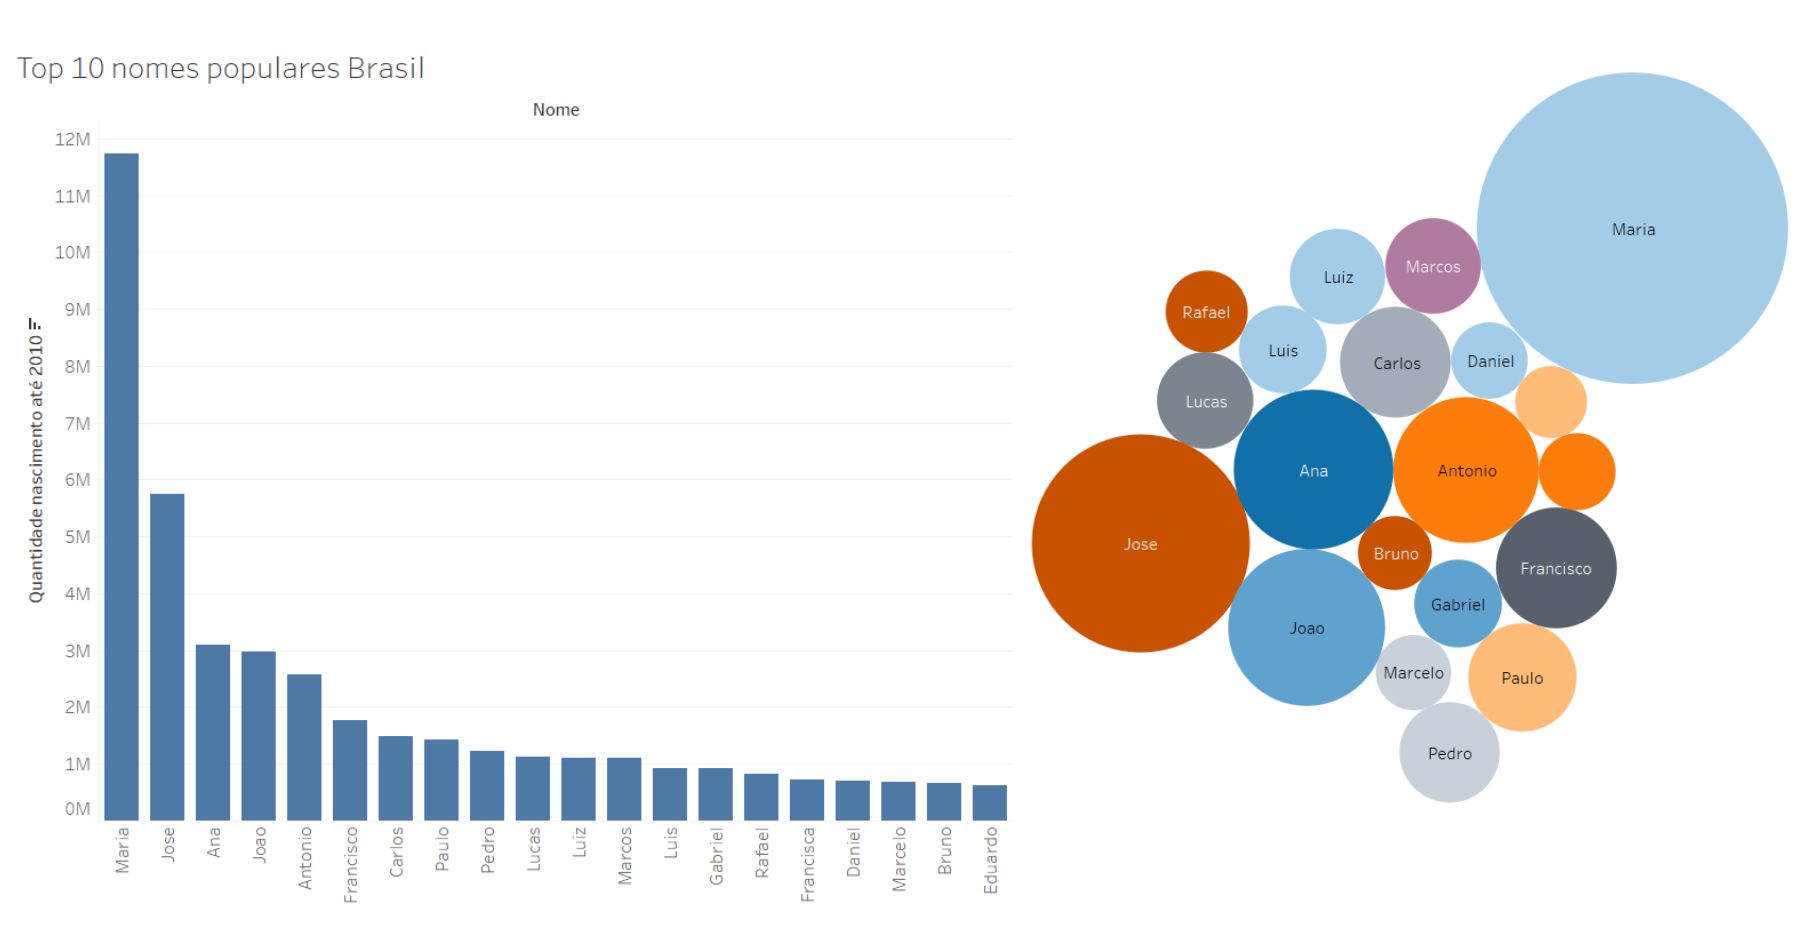 Top 10 nomes populares Brasil
Nome
Quantidade nascimento até 2010
12M
11M
10M
9M
8M
7M
6M
5M
4M
3M
2M
1M
0M
Maria
Jose
Ana
Joao
Antonio
Francisco
Carlos
Paulo
Pedro
Lucas
Luiz
Marcos
Luis
Gabriel
Rafael
Francisca
Daniel
Marcelo
Bruno
Eduardo
Maria
Marcos
Luiz
Rafael
Luis
Carlos
Daniel
Lucas
Ana
Antonio
Jose
Bruno
Francisco
Gabriel
Joao
Marcelo
Paulo
Pedro